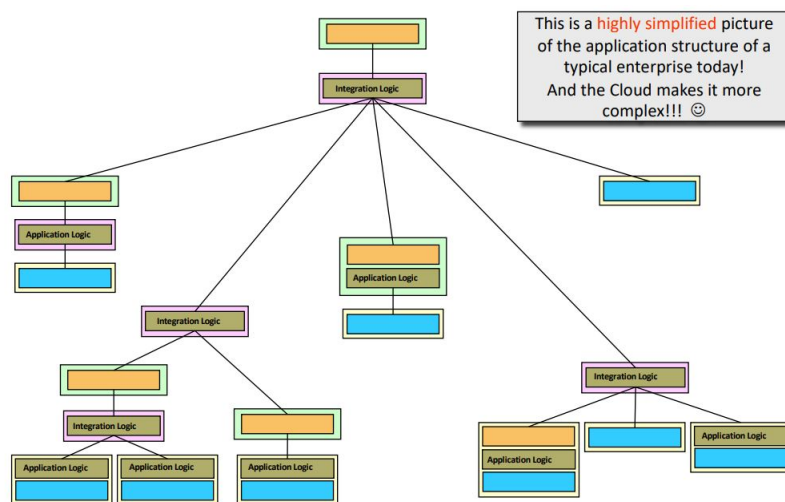 This is a highly simplified picture
of the application structure of a
typical enterprise today!
And the Cloud makes it more
complex!!! ☺
Integration Logic
Application Logic
Application Logic
Integration Logic
Integration Logic
Integration Logic
Application Logic
Application Logic
Application Logic
Application Logic
Application Logic